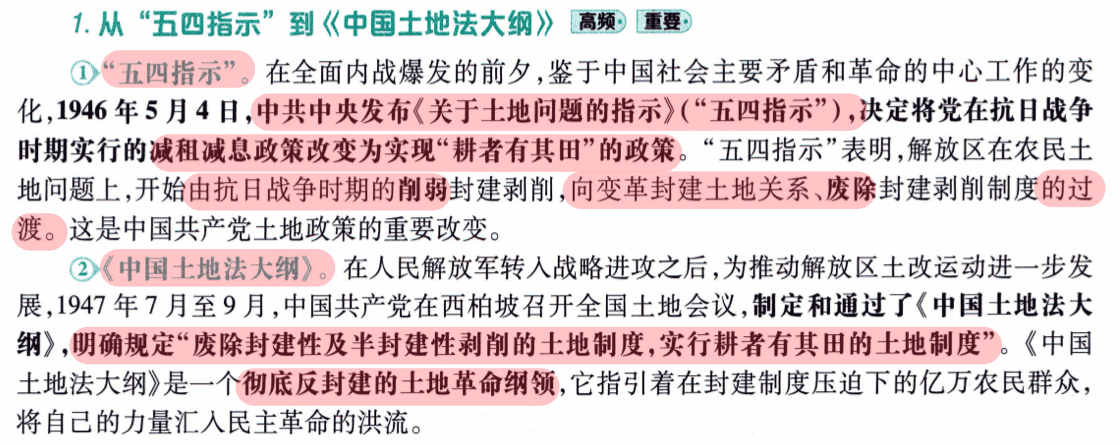 1. 从“五四指示”到《中国土地法大纲》 高频 重要
①“五四指示”。在全面内战爆发的前夕,鉴于中国社会主要矛盾和革命的中心工作的变
化,1946年5月4日,中共中央发布《关于土地问题的指示》(“五四指示”),决定将党在抗日战争
时期实行的减租减息政策改变为实现“耕者有其田”的政策。“五四指示”表明,解放区在农民土
地问题上,开始由抗日战争时期的削弱封建剥削,向变革封建土地关系、废除封建剥削制度的过
渡。这是中国共产党土地政策的重要改变。
②《中国土地法大纲》。在人民解放军转入战略进攻之后,为推动解放区土改运动进一步发
展,1947年7月至9月,中国共产党在西柏坡召开全国土地会议,制定和通过了《中国土地法大
纲》,明确规定“废除封建性及半封建性剥削的土地制度,实行耕者有其田的土地制度”。《中国
土地法大纲》是一个彻底反封建的土地革命纲领,它指引着在封建制度压迫下的亿万农民群众,
将自己的力量汇入人民主革命的洪流。